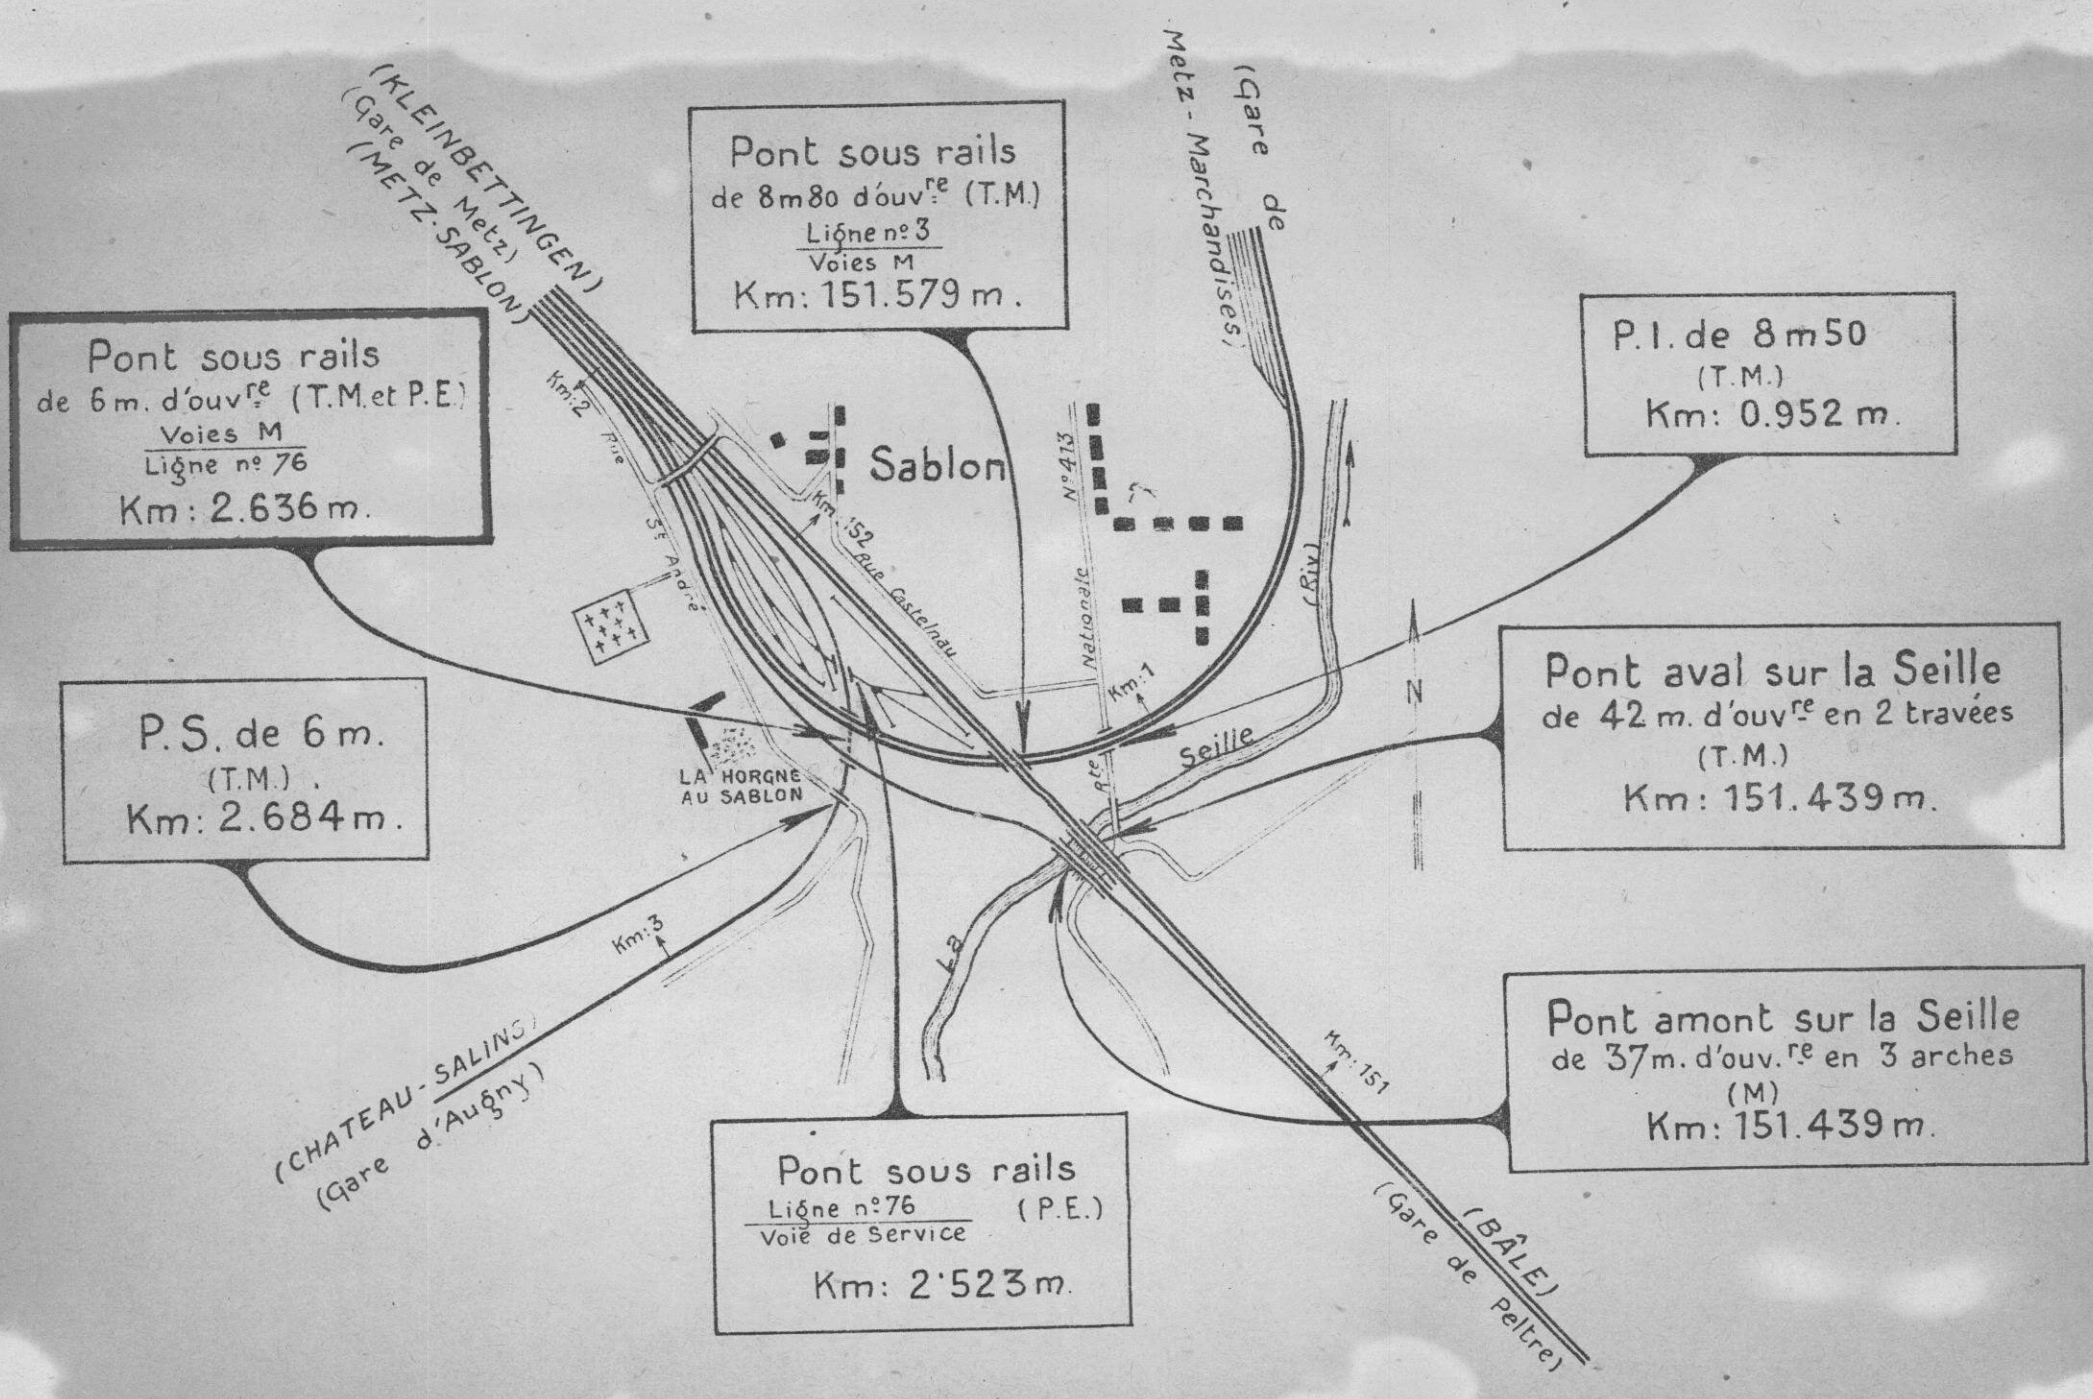 (KLEINBETTINGEN)
(Gare de Metz)
(METZ-SABLON)
(Gare de
Metz-Marchandises)
Pont sous rails
de 8m80 d'ouvre (T.M.)
Ligne nº 3
Voies M
Km: 151.579 m.
Pont sous rails
de 6 m. d'ouvre (T.M. et P.E.)
Voies M
Ligne nº 76
Km: 2.636 m.
P.I. de 8m50
(T.M.)
Km: 0.952 m.
Km: 2
Rue
St André
Sablon
Km. 152
Rue Castelnau
Nº 413
Nationale
Rte
Km: 1
(Riv)
Seille
La
N
P.S. de 6 m.
(T.M.)
Km: 2.684 m.
LA HORGNE
AU SABLON
Pont aval sur la Seille
de 42 m. d'ouvre en 2 travées
(T.M.)
Km: 151.439 m.
Km: 3
(CHATEAU-SALINS)
(Gare d'Augny)
Pont amont sur la Seille
de 37 m. d'ouv.re en 3 arches
(M)
Km: 151.439 m.
Km: 151
Pont sous rails
Ligne nº 76 (P.E.)
Voie de Service
Km: 2.523 m.
(BÂLE)
(Gare de Peltre)